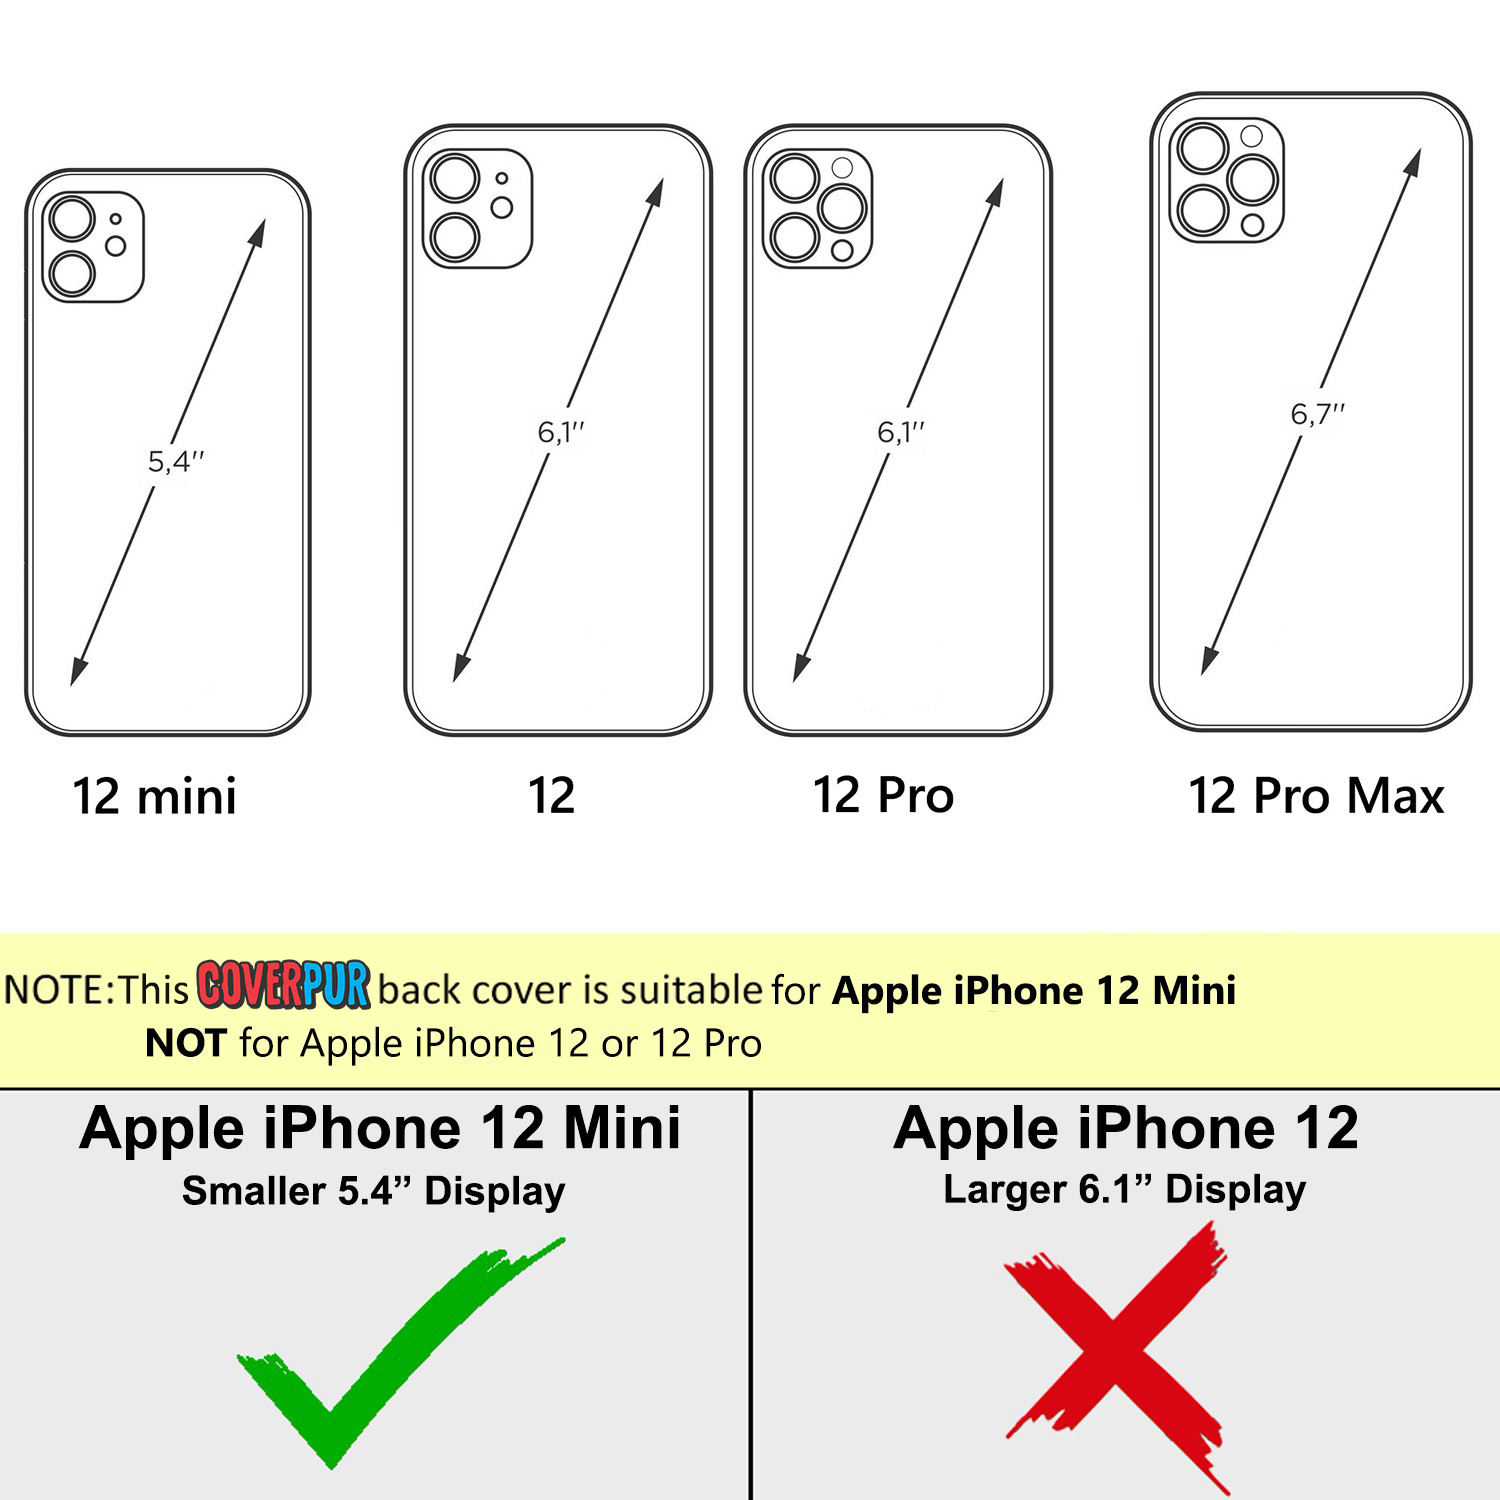 5,4''
6,1''
6,1''
6,7''
12 mini
12
12 Pro
12 Pro Max
NOTE: This COVERPUR back cover is suitable for Apple iPhone 12 Mini
NOT for Apple iPhone 12 or 12 Pro
Apple iPhone 12 Mini
Smaller 5.4” Display
Apple iPhone 12
Larger 6.1” Display